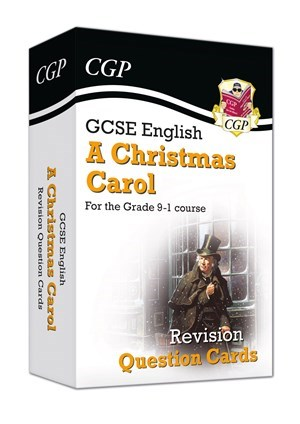 CGP
CGP
CGP
GCSE English
A Christmas
Carol
For the Grade 9-1 course
Revision
Question Cards
GCSE English
A Christmas Carol
Revision Question Cards